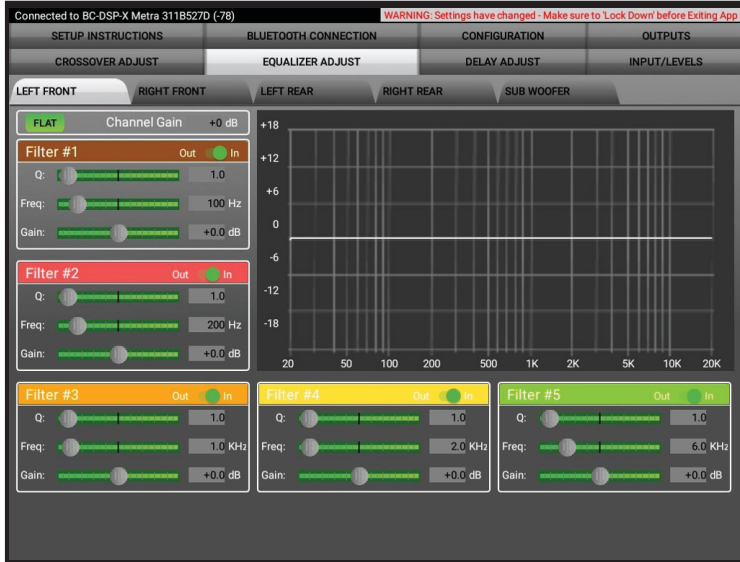 Connected to BC-DSP-X Metra 311B527D (-78) WARNING: Settings have changed - Make sure to 'Lock Down' before Exiting App
SETUP INSTRUCTIONS BLUETOOTH CONNECTION CONFIGURATION OUTPUTS
CROSSOVER ADJUST EQUALIZER ADJUST DELAY ADJUST INPUT/LEVELS
LEFT FRONT RIGHT FRONT LEFT REAR RIGHT REAR SUB WOOFER
FLAT Channel Gain +0 dB
Filter #1 Out In
Q: 1.0
Freq: 100 Hz
Gain: +0.0 dB
Filter #2 Out In
Q: 1.0
Freq: 200 Hz
Gain: +0.0 dB
+18
+12
+6
0
-6
-12
-18
20 50 100 200 500 1K 2K 5K 10K 20K
Filter #3 Out In
Q: 1.0
Freq: 1.0 KHz
Gain: +0.0 dB
Filter #4 Out In
Q: 1.0
Freq: 2.0 KHz
Gain: +0.0 dB
Filter #5 Out In
Q: 1.0
Freq: 6.0 KHz
Gain: +0.0 dB